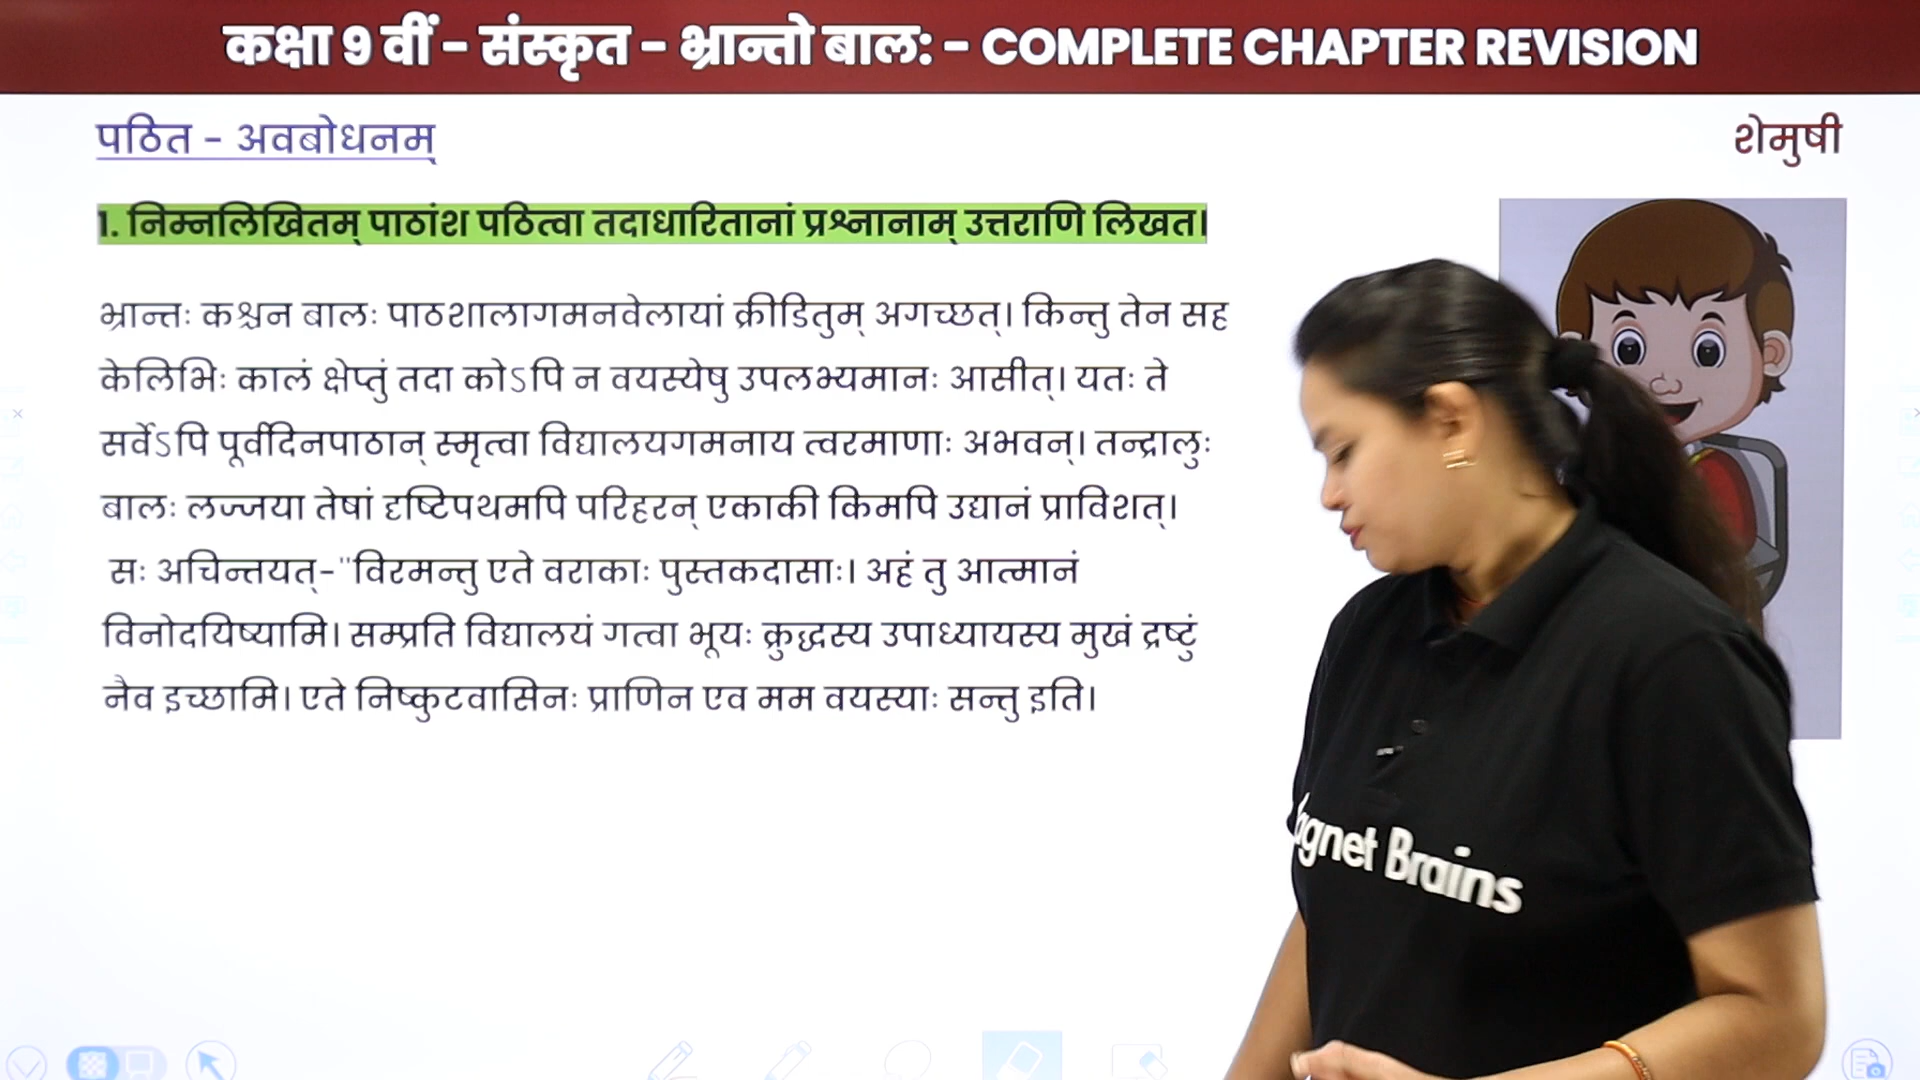 कक्षा 9 वीं - संस्कृत - भ्रान्तो बाल: - COMPLETE CHAPTER REVISION
पठित - अवबोधनम्
शेमुषी
1. निम्नलिखितम् पाठांश पठित्वा तदाधारितानां प्रश्नानाम् उत्तराणि लिखत।
भ्रान्तः कश्चन बालः पाठशालागमनवेलायां क्रीडितुम् अगच्छत्। किन्तु तेन सह
केलिभिः कालं क्षेप्तुं तदा कोऽपि न वयस्येषु उपलभ्यमानः आसीत्। यतः ते
सर्वेऽपि पूर्वदिनपाठान् स्मृत्वा विद्यालयगमनाय त्वरमाणाः अभवन्। तन्द्रालुः
बालः लज्जया तेषां दृष्टिपथमपि परिहरन् एकाकी किमपि उद्यानं प्राविशत्।
सः अचिन्तयत्-"विरमन्तु एते वराकाः पुस्तकदासाः। अहं तु आत्मानं
विनोदयिष्यामि। सम्प्रति विद्यालयं गत्वा भूयः क्रुद्धस्य उपाध्यायस्य मुखं द्रष्टुं
नैव इच्छामि। एते निष्कुटवासिनः प्राणिन एव मम वयस्याः सन्तु इति।
agnet Brains